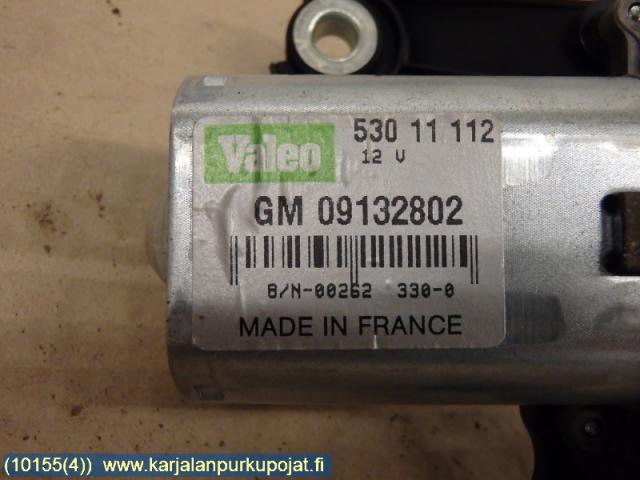 Valeo 530 11 112
12 V
GM 09132802
B/N-00262 330-0
MADE IN FRANCE
(10155(4)) www.karjalanpurkupojat.fi